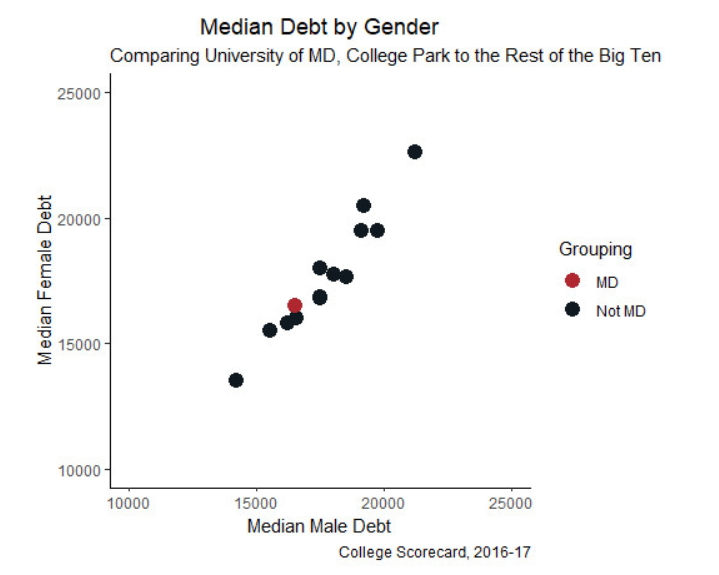 Median Debt by Gender
Comparing University of MD, College Park to the Rest of the Big Ten
25000
20000
15000
10000
Median Female Debt
10000 15000 20000 25000
Median Male Debt
Grouping
MD
Not MD
College Scorecard, 2016-17